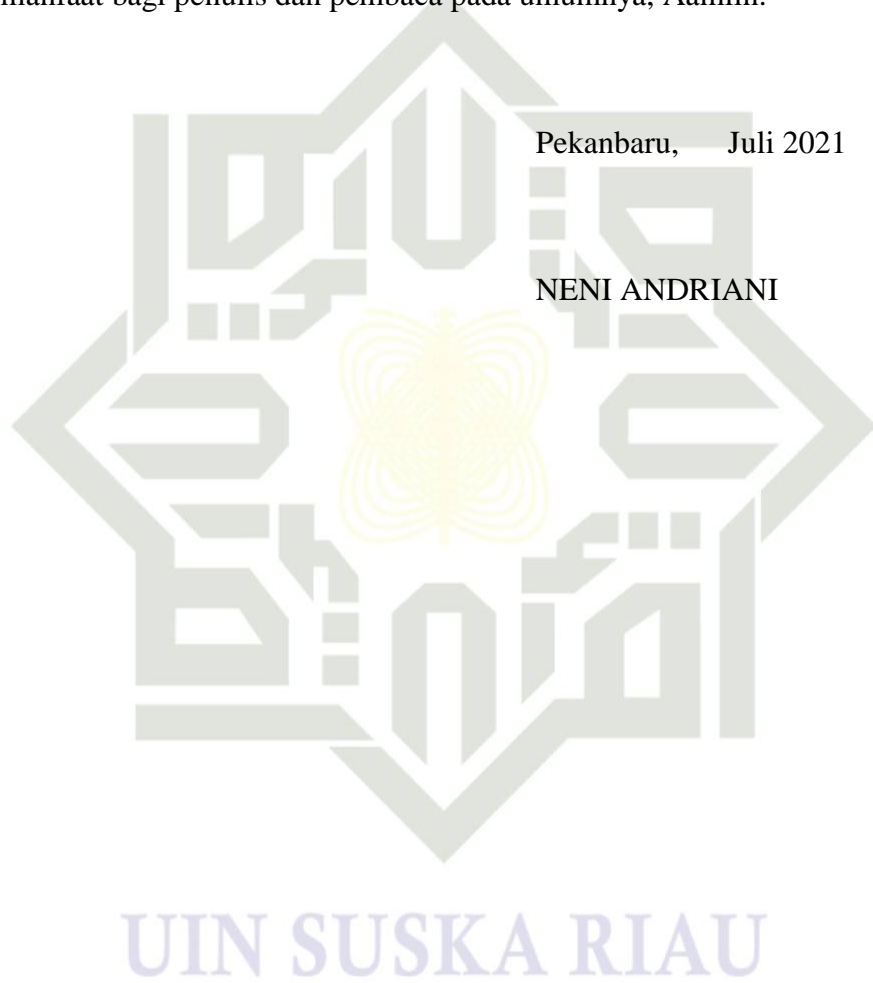 manfaat bagi penulis dan pembaca pada umumnya, Aamiin.
Pekanbaru, Juli 2021
NENI ANDRIANI
UIN SUSKA RIAU